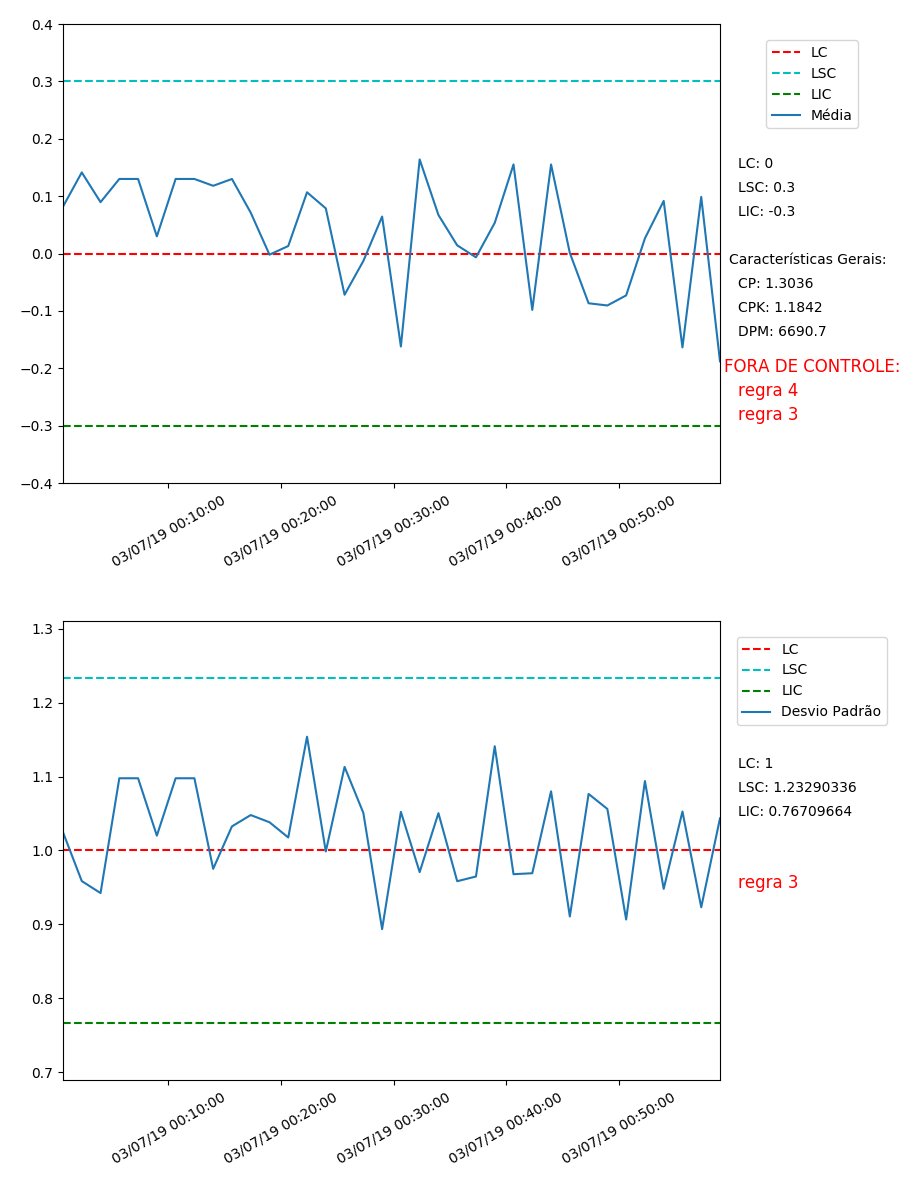 0.4
0.3
0.2
0.1
0.0
−0.1
−0.2
−0.3
−0.4
03/07/19 00:10:00
03/07/19 00:20:00
03/07/19 00:30:00
03/07/19 00:40:00
03/07/19 00:50:00
LC
LSC
LIC
Média
LC: 0
LSC: 0.3
LIC: -0.3
Características Gerais:
CP: 1.3036
CPK: 1.1842
DPM: 6690.7
FORA DE CONTROLE:
regra 4
regra 3
1.3
1.2
1.1
1.0
0.9
0.8
0.7
03/07/19 00:10:00
03/07/19 00:20:00
03/07/19 00:30:00
03/07/19 00:40:00
03/07/19 00:50:00
LC
LSC
LIC
Desvio Padrão
LC: 1
LSC: 1.23290336
LIC: 0.76709664
regra 3